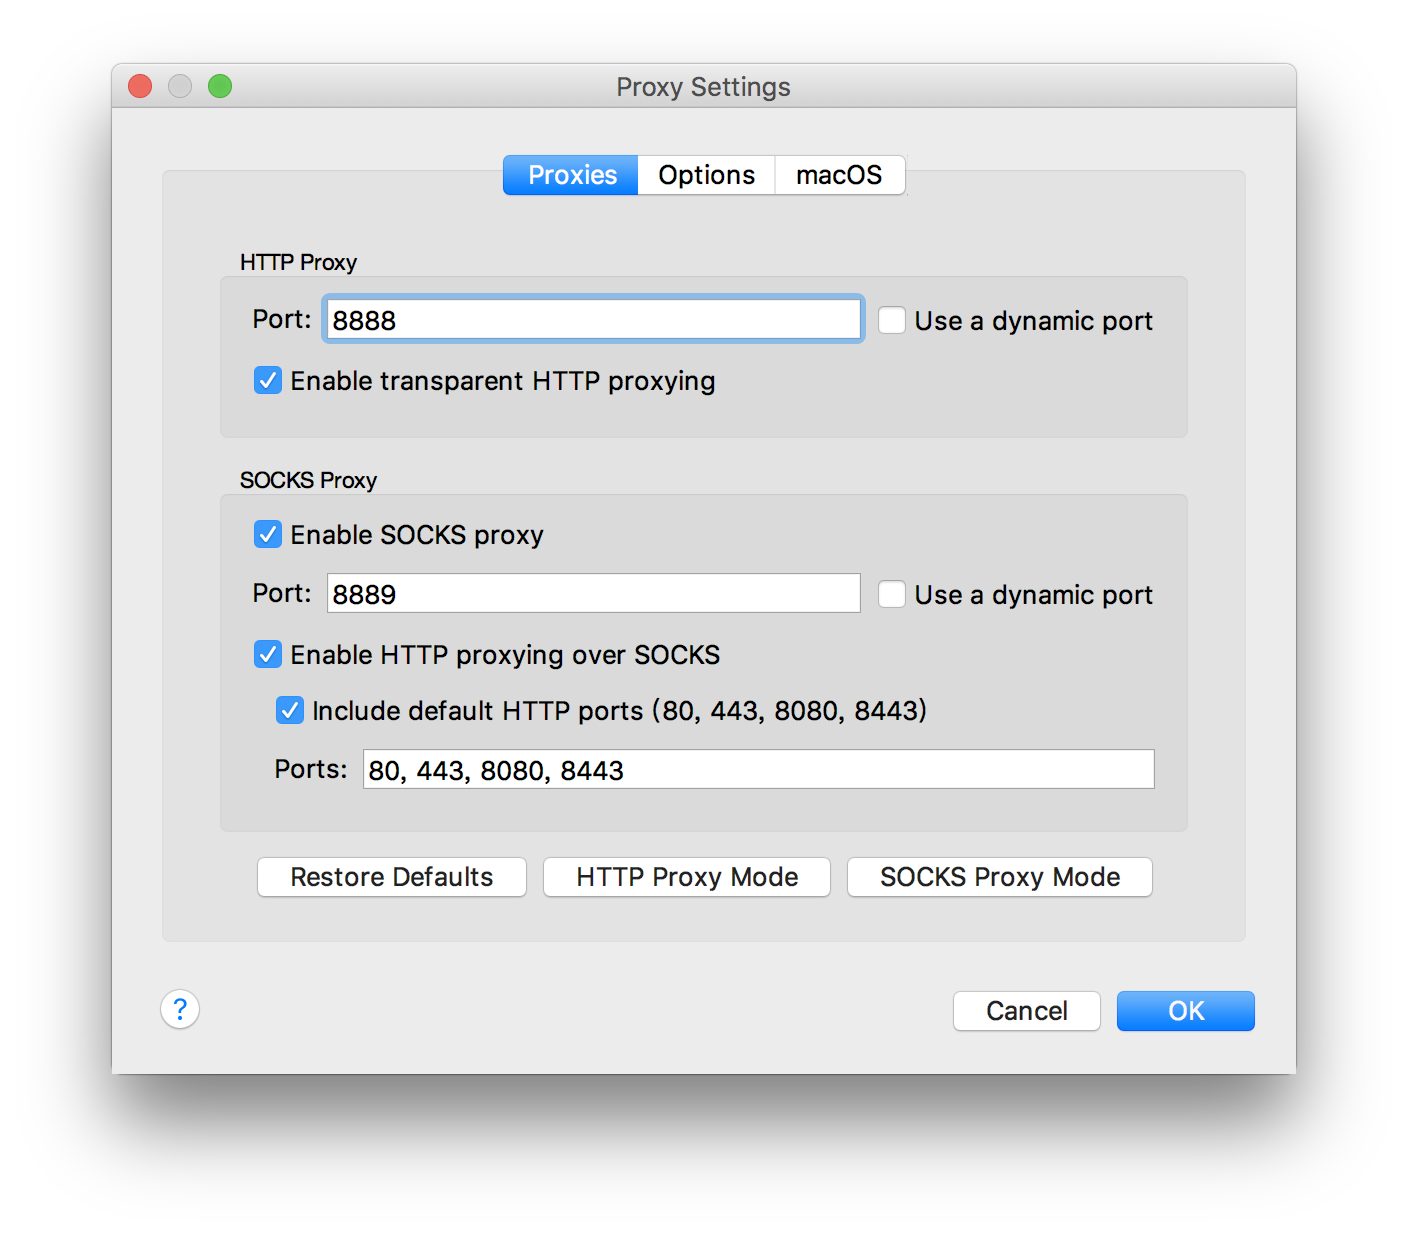 Proxy Settings
Proxies Options macOS
HTTP Proxy
Port: 8888 Use a dynamic port
Enable transparent HTTP proxying
SOCKS Proxy
Enable SOCKS proxy
Port: 8889 Use a dynamic port
Enable HTTP proxying over SOCKS
Include default HTTP ports (80, 443, 8080, 8443)
Ports: 80, 443, 8080, 8443
Restore Defaults HTTP Proxy Mode SOCKS Proxy Mode
? Cancel OK